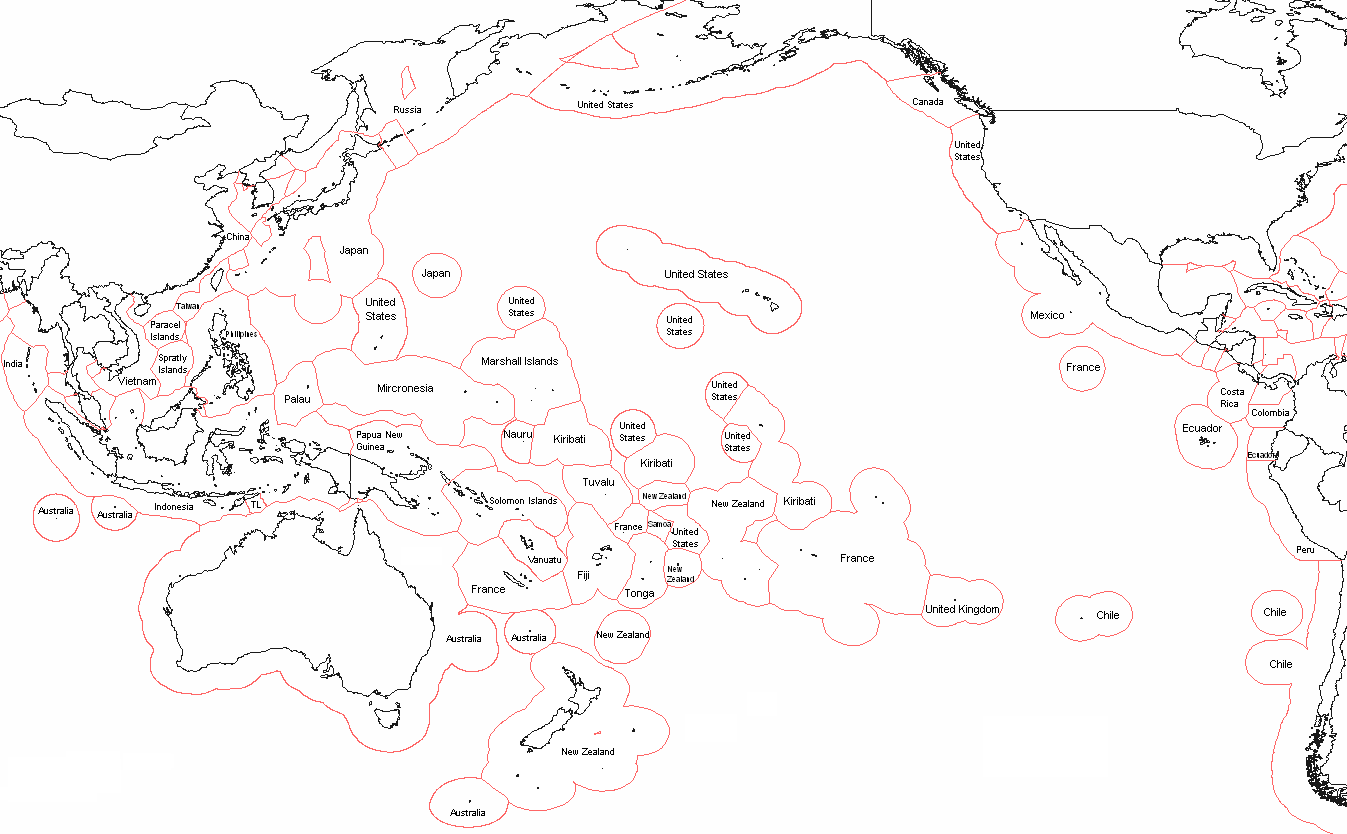 Russia
United States
Canada
United
States
China
Japan
Japan
United States
United
States
United
States
United
States
Mexico
Taiwan
Paracel
Islands
Philipines
India
Spratly
Islands
Vietnam
Marshall Islands
France
Palau
Mircronesia
United
States
Costa
Rica
Colombia
Ecuador
Ecuador
Papua New
Guinea
Nauru
Kiribati
United
States
United
States
Kiribati
Tuvalu
New Zealand
New Zealand
Kiribati
Australia
Australia
Indonesia
TL
Solomon Islands
France
Samoa
United
States
Vanuatu
France
Fiji
Tonga
New
Zealand
France
Peru
United Kingdom
Chile
Chile
Australia
Australia
New Zealand
Chile
New Zealand
Australia